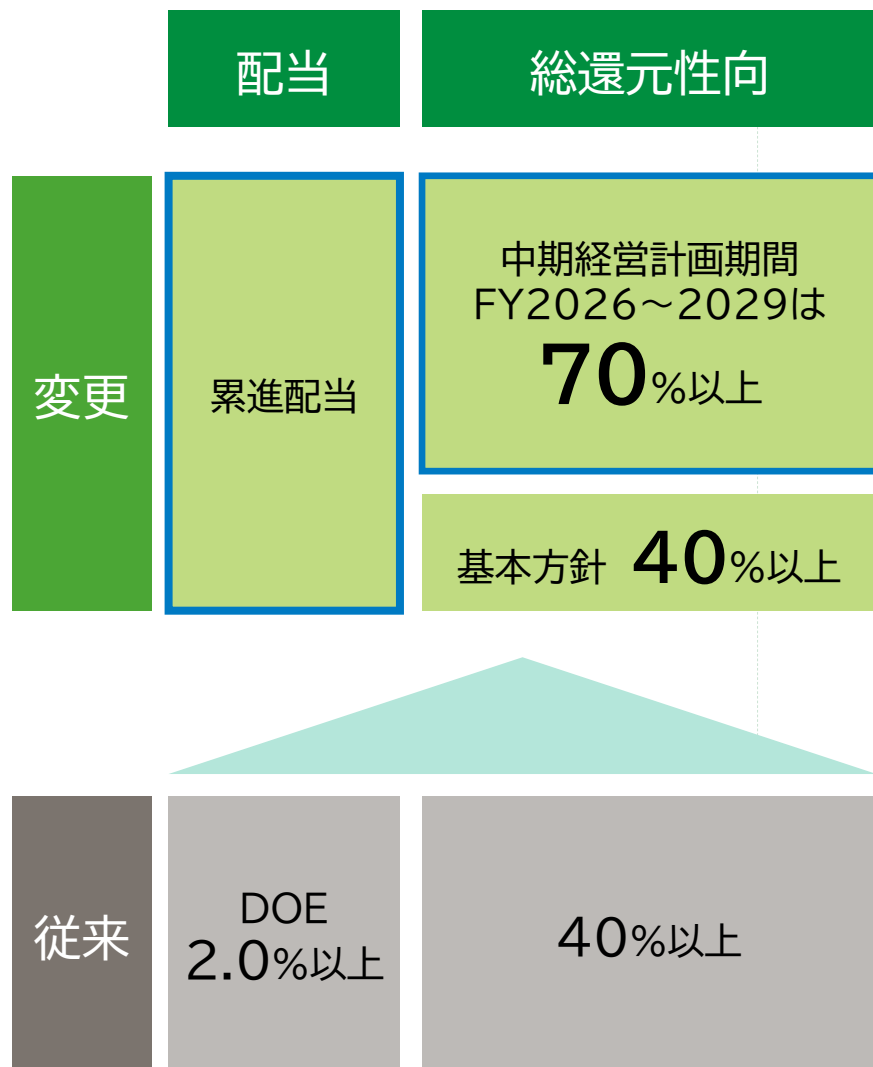 配当
総還元性向
変更
累進配当
中期経営計画期間
FY2026～2029は
70%以上
基本方針 40%以上
従来
DOE
2.0%以上
40%以上